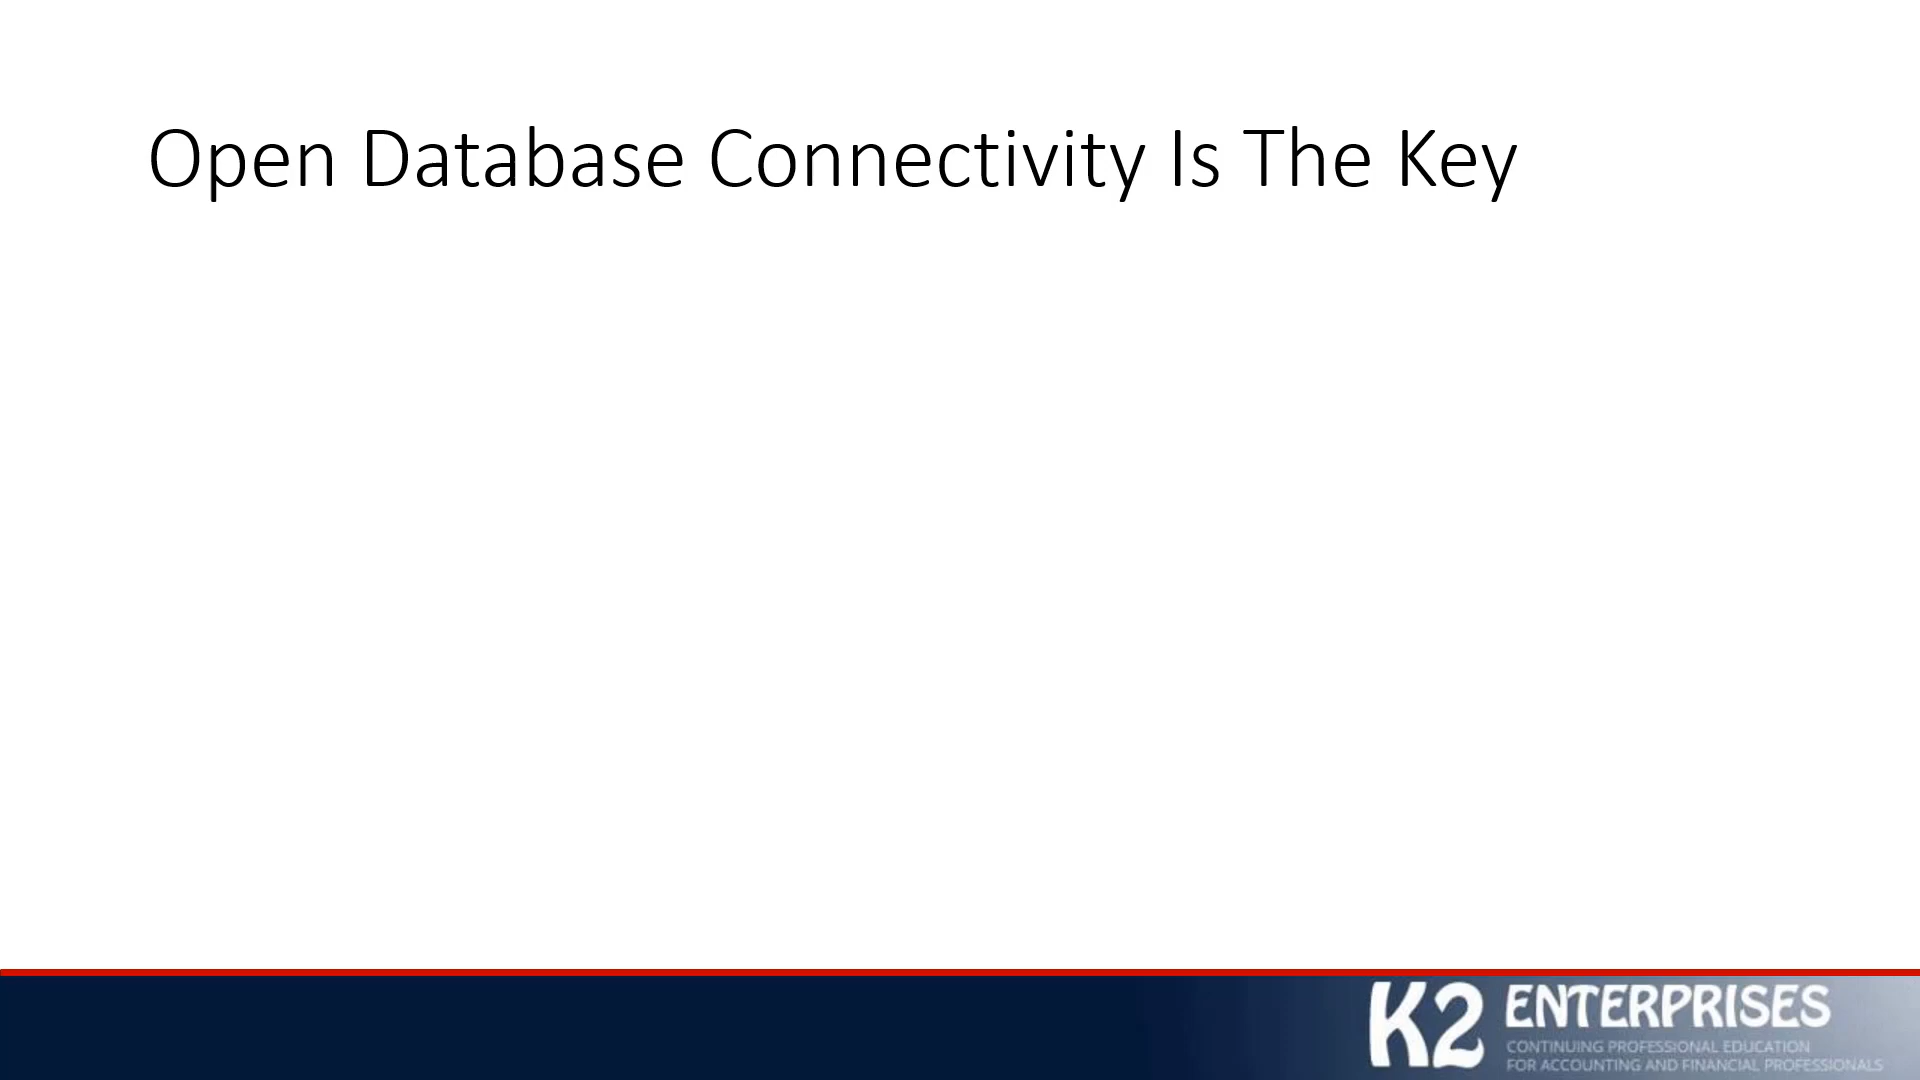 Open Database Connectivity Is The Key
K2 ENTERPRISES
CONTINUING PROFESSIONAL EDUCATION
FOR ACCOUNTING AND FINANCIAL PROFESSIONALS